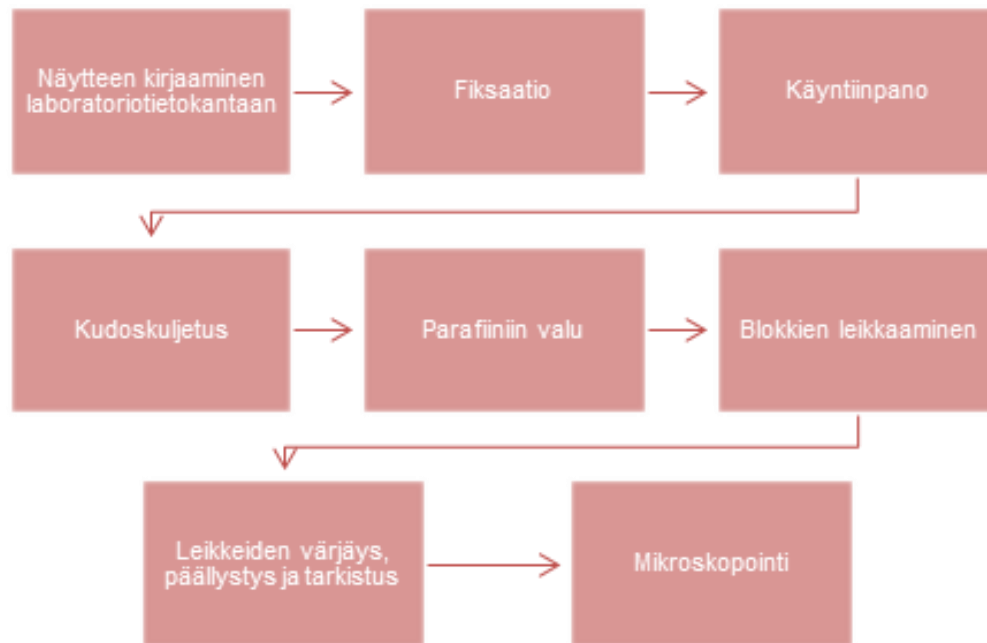 Näytteen kirjaaminen
laboratoriotietokantaan
Fiksaatio
Käyntiinpano
Kudoskuljetus
Parafiiniin valu
Blokkien leikkaaminen
Leikkeiden värjäys,
päällystys ja tarkistus
Mikroskopointi